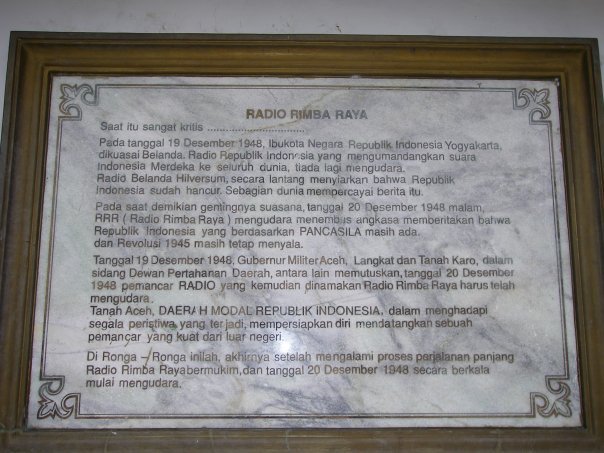 RADIO RIMBA RAYA
Saat itu sangat kritis ..............................
Pada tanggal 19 Desember 1948, Ibukota Negara Republik Indonesia Yogyakarta,
dikuasai Belanda. Radio Republik Indonesia yang mengumandangkan suara
Indonesia Merdeka ke seluruh dunia, tiada lagi mengudara.
Radio Belanda Hilversum, secara lantang menyiarkan bahwa Republik
Indonesia sudah hancur. Sebagian dunia mempercayai berita itu.
Pada saat demikian gentingnya suasana, tanggal 20 Desember 1948 malam,
RRR ( Radio Rimba Raya ) mengudara menembus angkasa memberitakan bahwa
Republik Indonesia yang berdasarkan PANCASILA masih ada.
dan Revolusi 1945 masih tetap menyala.
Tanggal 19 Desember 1948, Gubernur Militer Aceh, Langkat dan Tanah Karo, dalam
sidang Dewan Pertahanan Daerah, antara lain memutuskan, tanggal 20 Desember
1948 pemancar RADIO yang kemudian dinamakan Radio Rimba Raya harus telah
mengudara.
Tanah Aceh, DAERAH MODAL REPUBLIK INDONESIA, dalam menghadapi
segala peristiwa yang terjadi, mempersiapkan diri mendatangkan sebuah
pemancar yang kuat dari luar negeri.
Di Ronga - Ronga inilah, akhirnya setelah mengalami proses perjalanan panjang
Radio Rimba Rayabermukim, dan tanggal 20 Desember 1948 secara berkala
mulai mengudara.